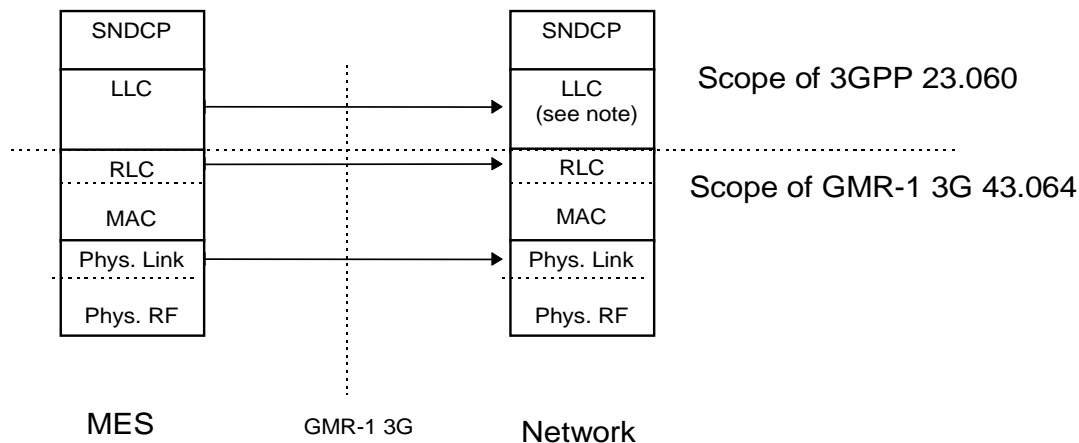 SNDCP
SNDCP
LLC
LLC
(see note)
Scope of 3GPP 23.060
RLC
RLC
Scope of GMR-1 3G 43.064
MAC
MAC
Phys. Link
Phys. Link
Phys. RF
Phys. RF
MES
GMR-1 3G
Network